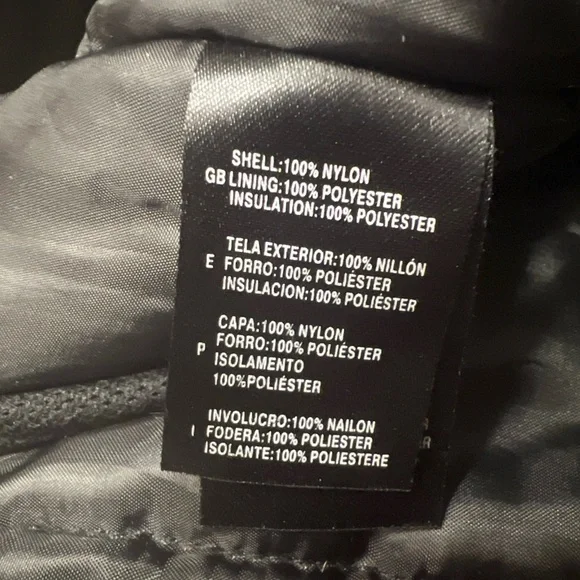 SHELL:100% NYLON
GB LINING:100% POLYESTER
INSULATION:100% POLYESTER
TELA EXTERIOR:100% NILLÓN
E FORRO:100% POLIÉSTER
INSULACION:100% POLIÉSTER
CAPA:100% NYLON
P FORRO:100% POLIÉSTER
ISOLAMENTO
100%POLIÉSTER
INVOLUCRO:100% NAILON
I FODERA:100% POLIESTER
ISOLANTE:100% POLIESTERE